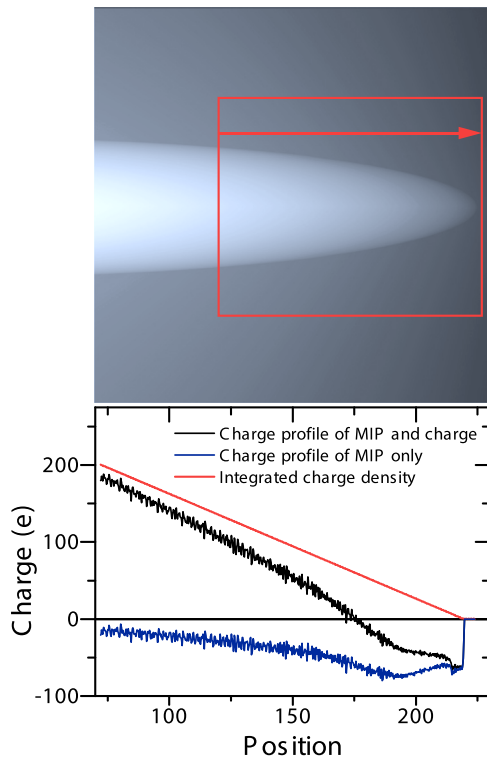 Charge profile of MIP and charge
Charge profile of MIP only
Integrated charge density
200
100
0
-100
Charge (e)
100
150
200
Position